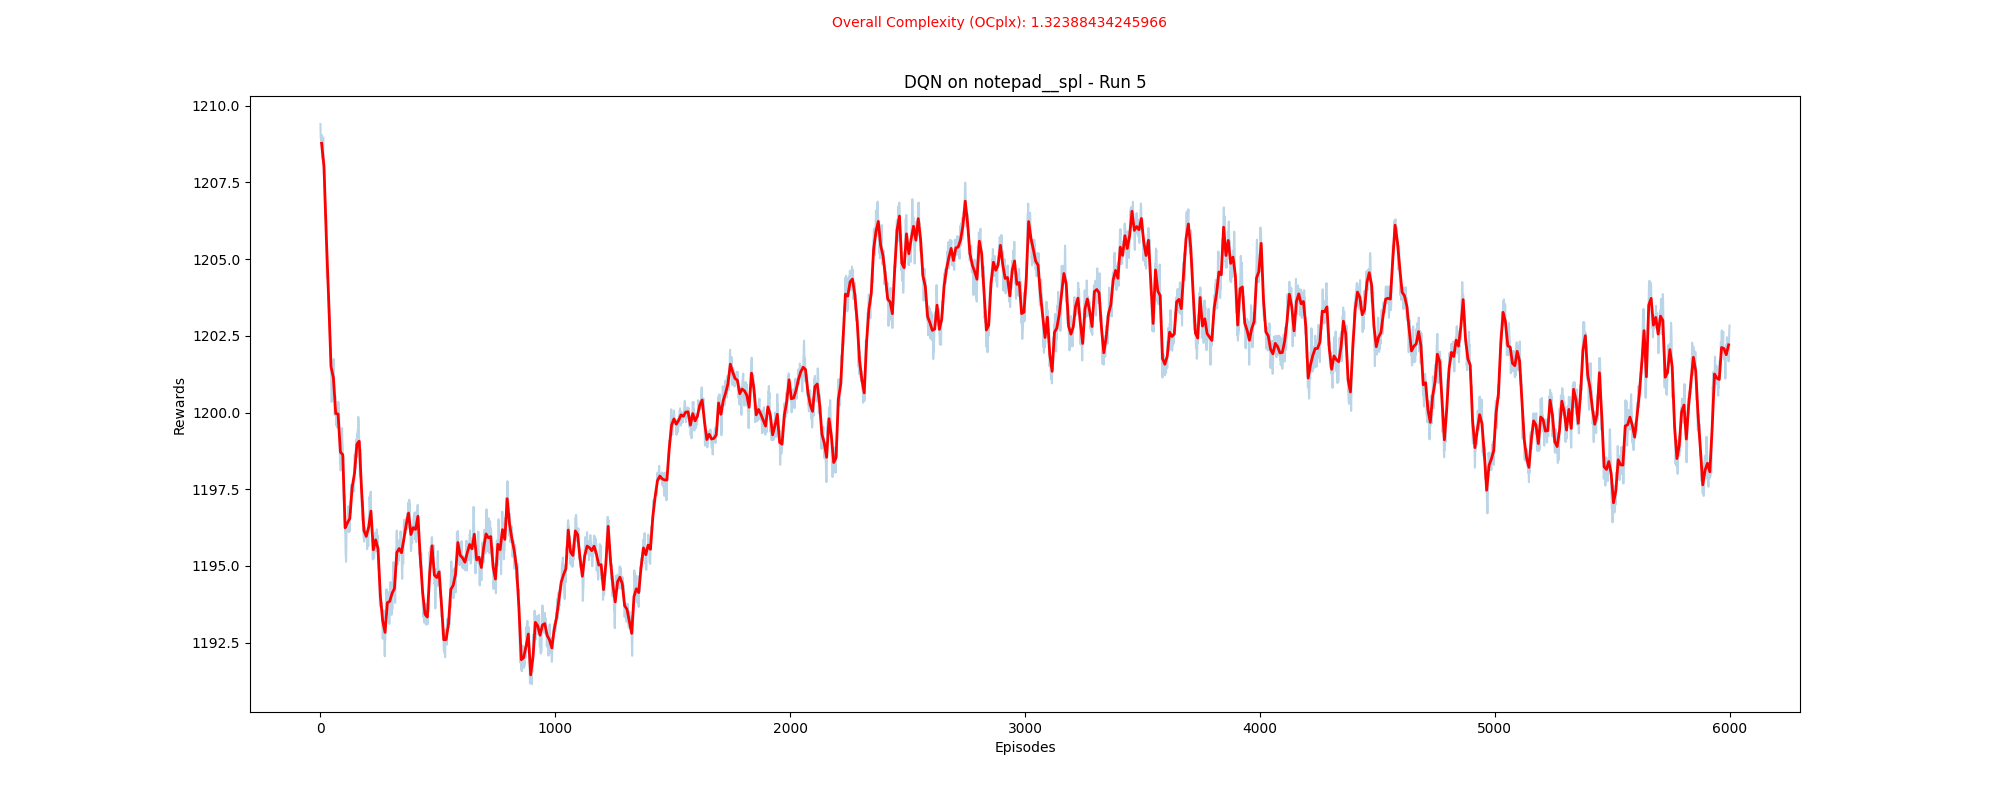 Overall Complexity (OCplx): 1.32388434245966
DQN on notepad__spl - Run 5
1210.0
1207.5
1205.0
1202.5
1200.0
1197.5
1195.0
1192.5
Rewards
0 1000 2000 3000 4000 5000 6000
Episodes